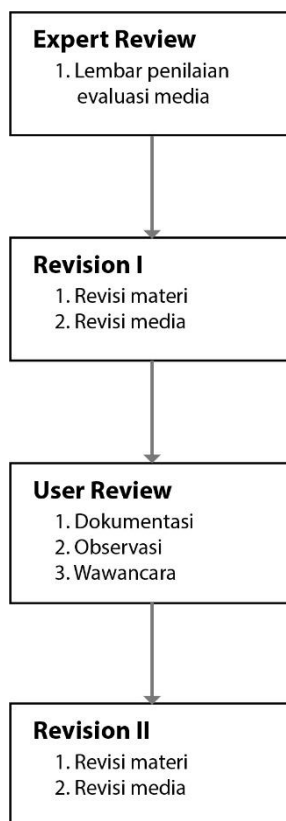 Expert Review
1. Lembar penilaian
evaluasi media
Revision I
1. Revisi materi
2. Revisi media
User Review
1. Dokumentasi
2. Observasi
3. Wawancara
Revision II
1. Revisi materi
2. Revisi media